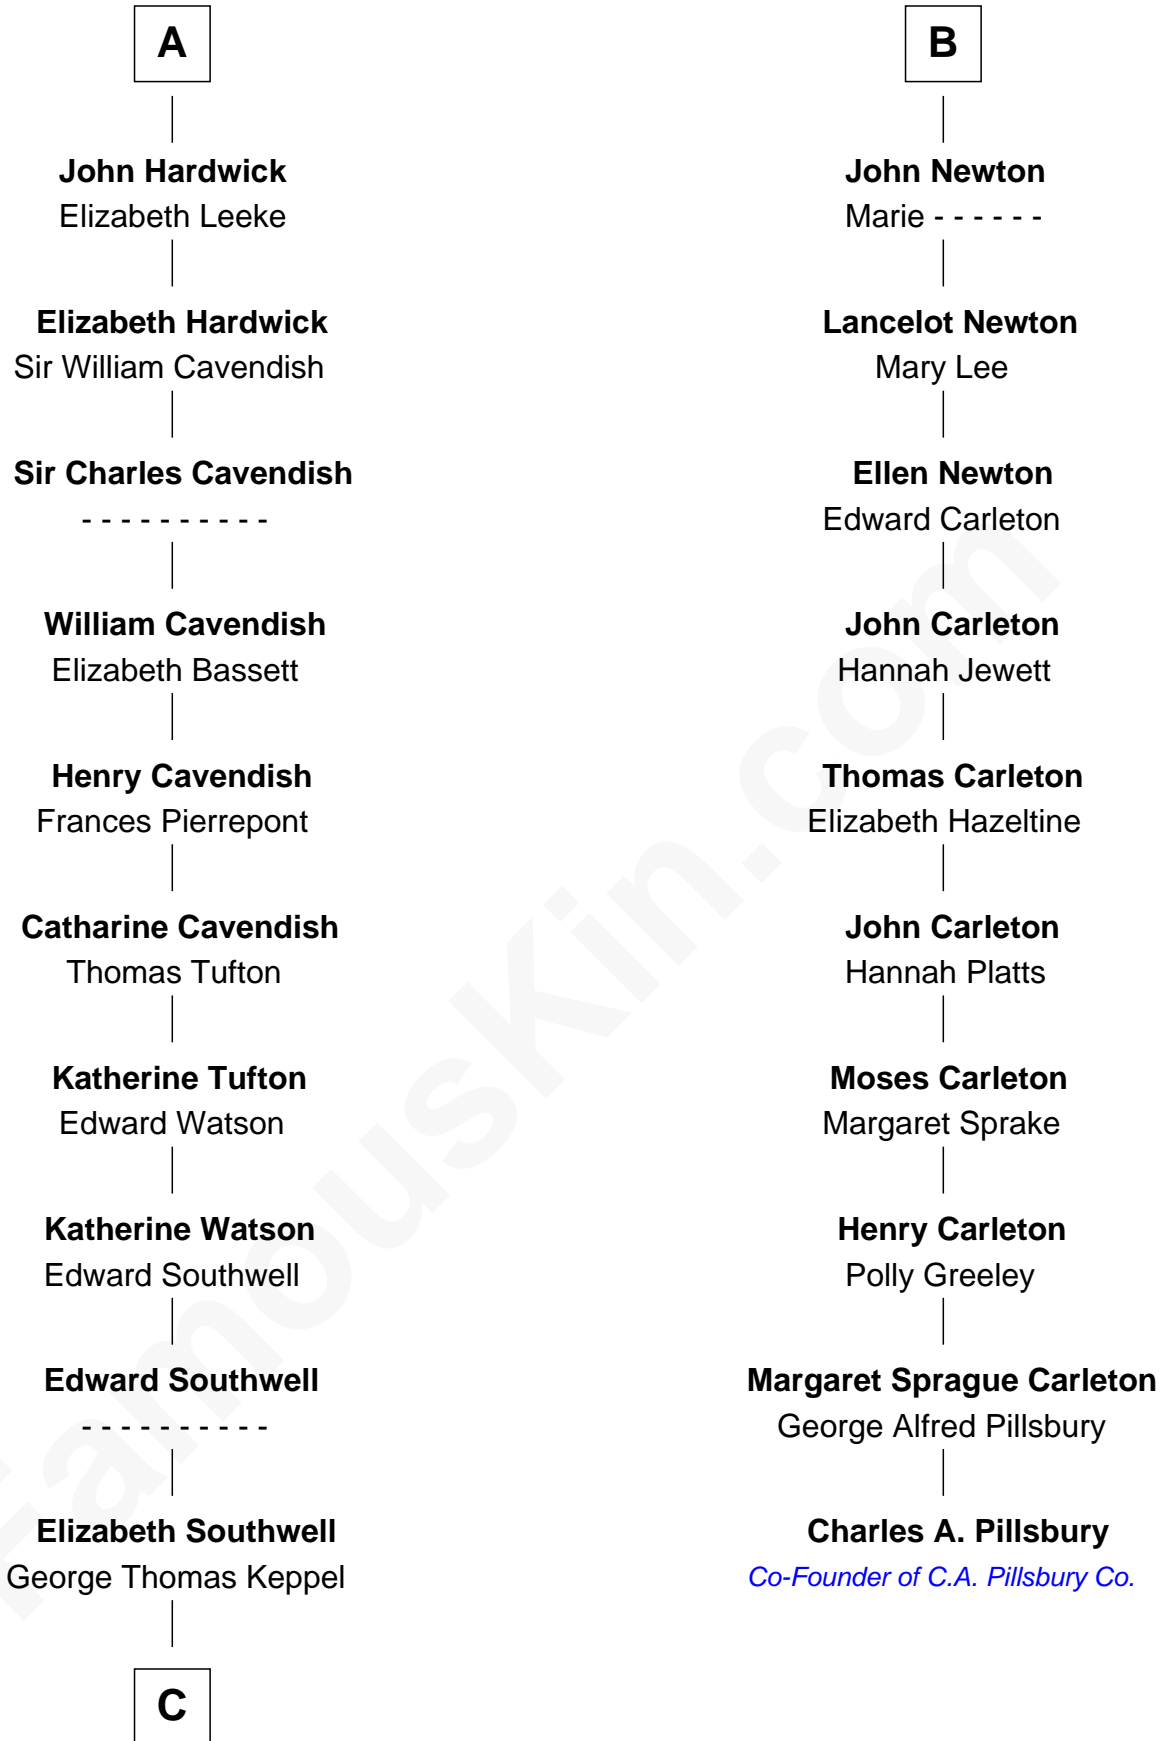 A
John Hardwick
Elizabeth Leeke
Elizabeth Hardwick
Sir William Cavendish
Sir Charles Cavendish
- - - - - - - - - -
William Cavendish
Elizabeth Bassett
Henry Cavendish
Frances Pierrepont
Catharine Cavendish
Thomas Tufton
Katherine Tufton
Edward Watson
Katherine Watson
Edward Southwell
Edward Southwell
- - - - - - - - - -
Elizabeth Southwell
George Thomas Keppel
C
B
John Newton
Marie - - - - - -
Lancelot Newton
Mary Lee
Ellen Newton
Edward Carleton
John Carleton
Hannah Jewett
Thomas Carleton
Elizabeth Hazeltine
John Carleton
Hannah Platts
Moses Carleton
Margaret Sprake
Henry Carleton
Polly Greeley
Margaret Sprague Carleton
George Alfred Pillsbury
Charles A. Pillsbury
Co-Founder of C.A. Pillsbury Co.
FamousKin.com